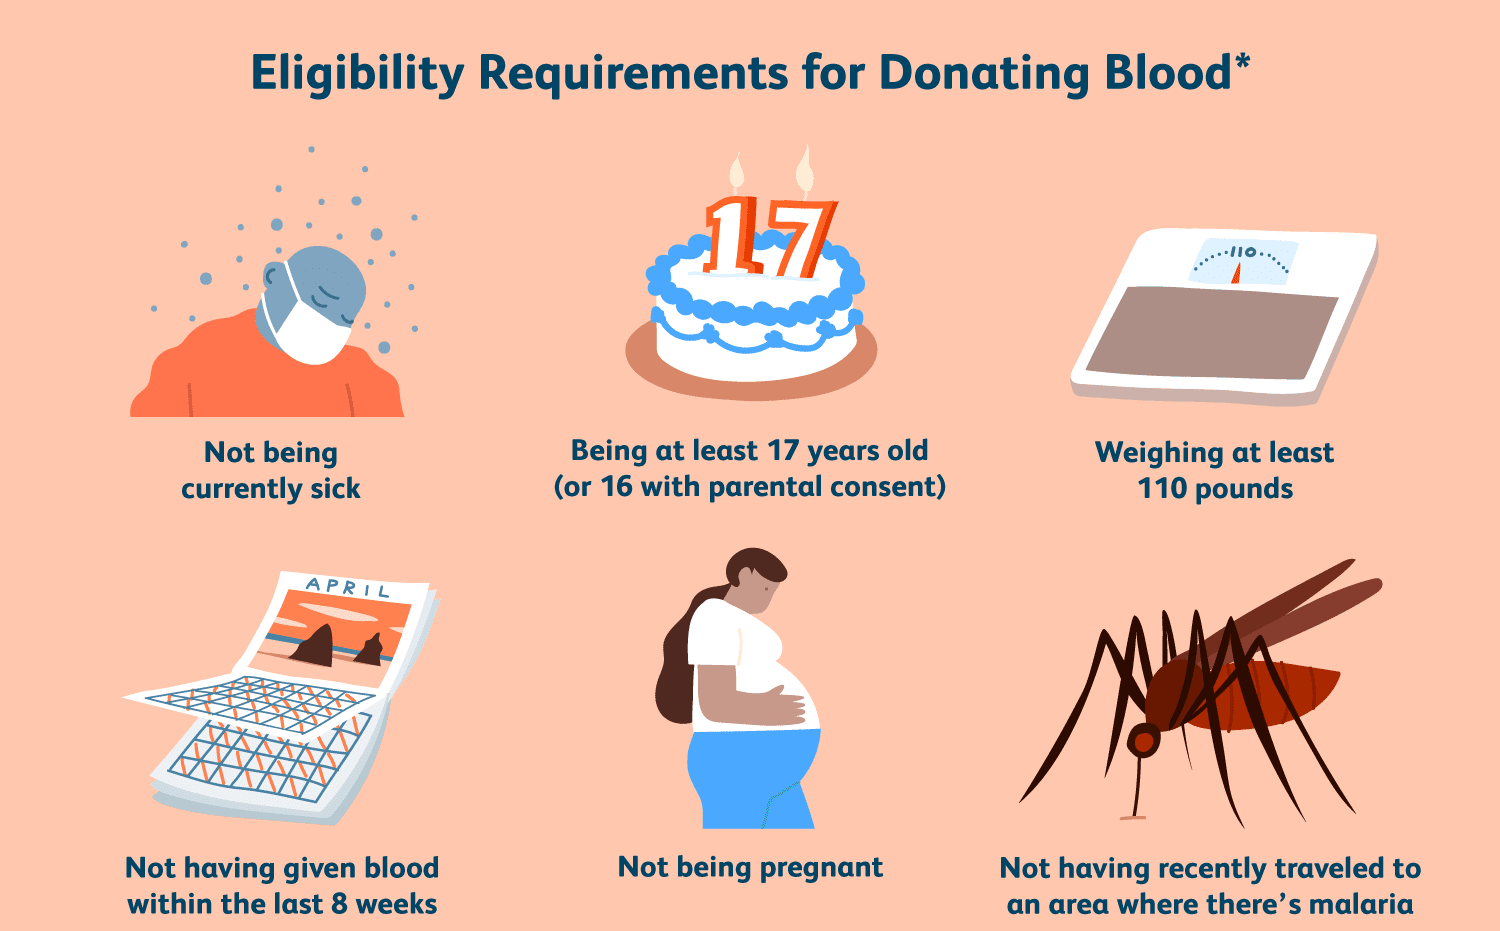 Eligibility Requirements for Donating Blood*
17
110
Not being
currently sick
Being at least 17 years old
(or 16 with parental consent)
Weighing at least
110 pounds
APRIL
Not having given blood
within the last 8 weeks
Not being pregnant
Not having recently traveled to
an area where there’s malaria